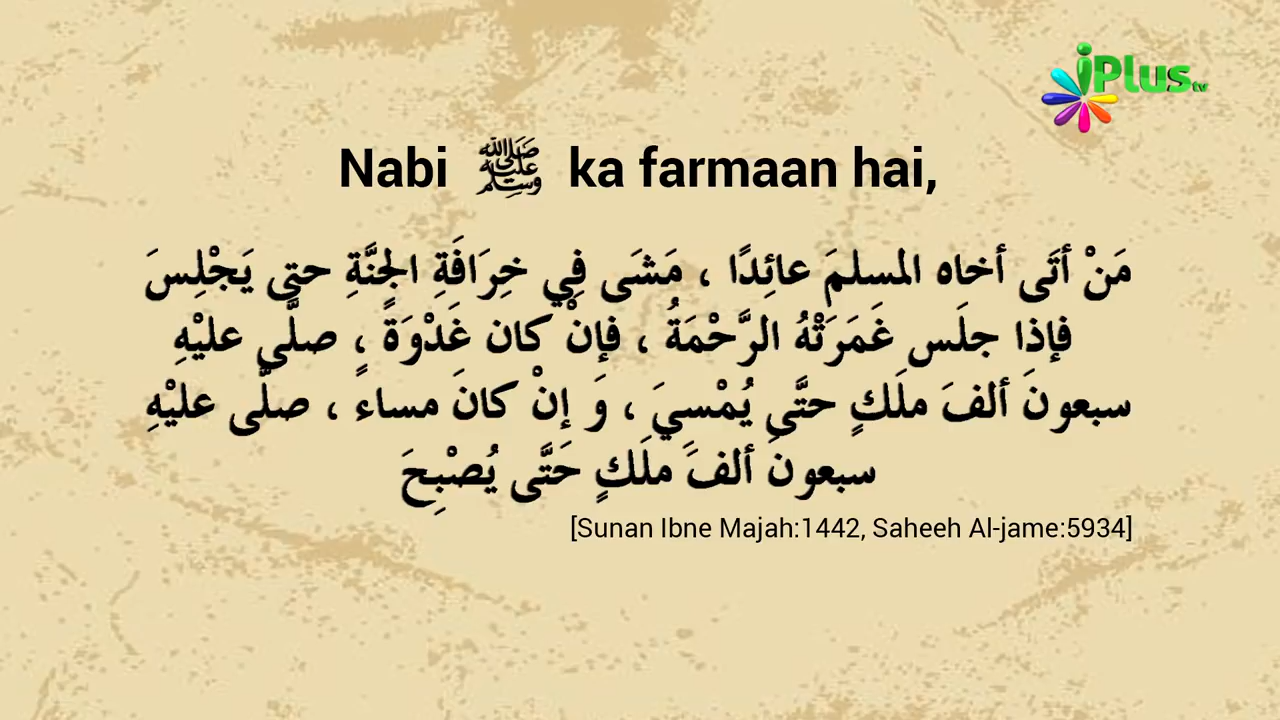 iPlus tv
Nabi ﷺ ka farmaan hai,
مَنْ أتَى أخاه المسلمَ عائِدًا ، مَشَى فِي خِرَافَةِ الجنَّةِ حتى يَجْلِسَ
فإذا جلَس غَمَرَتْهُ الرَّحْمَةُ ، فإنْ كان غَدْوَةً ، صلَّى عليْهِ
سبعونَ ألفَ ملَكٍ حتَّى يُمْسيَ ، وَ إنْ كانَ مساءً ، صلَّى عليْهِ
سبعونَ ألفَ ملَكٍ حَتَّى يُصْبِحَ
[Sunan Ibne Majah:1442, Saheeh Al-jame:5934]